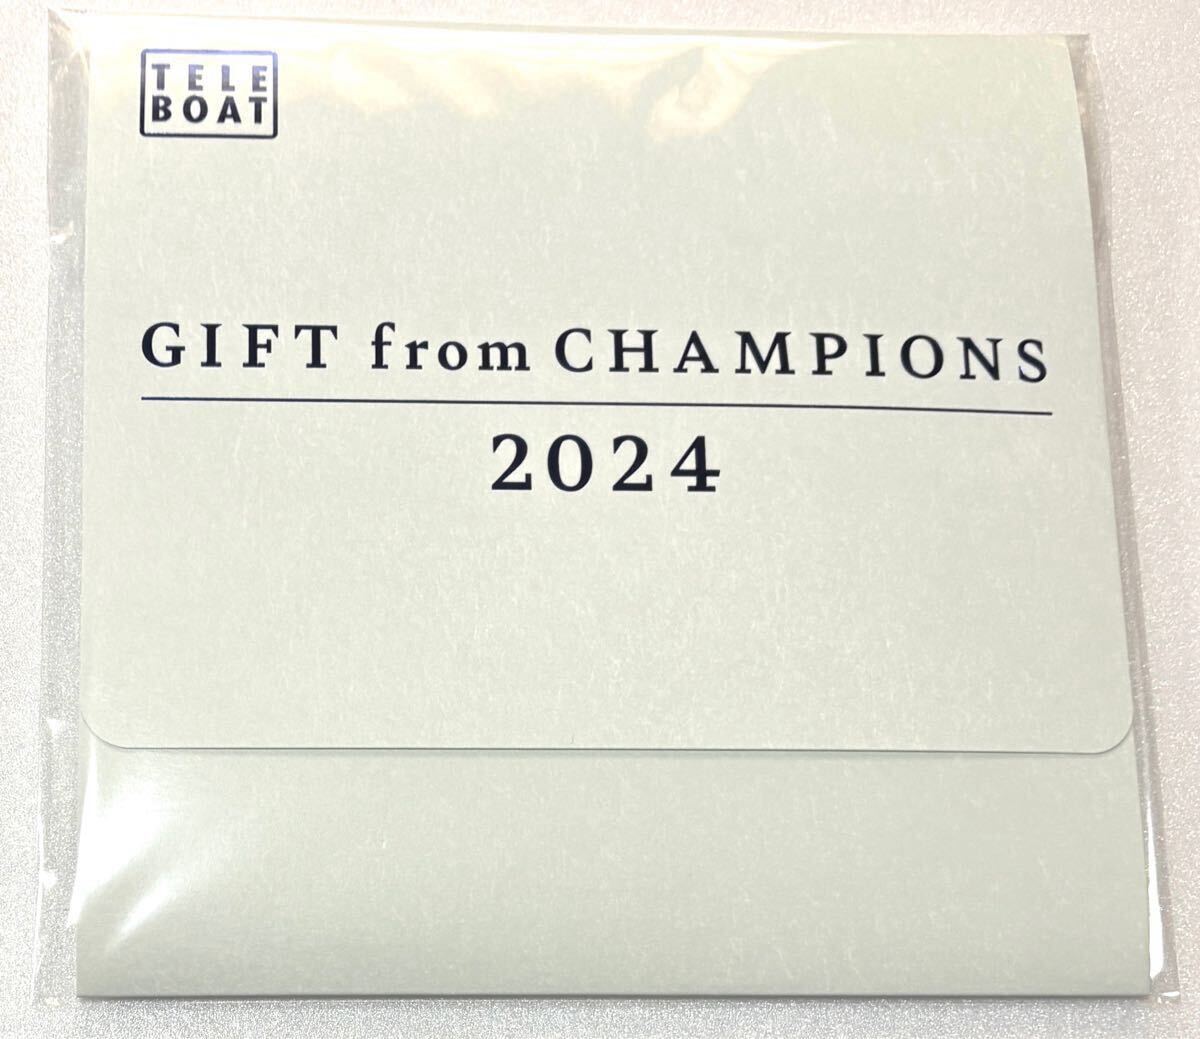 TELE
BOAT
GIFT from CHAMPIONS
2024